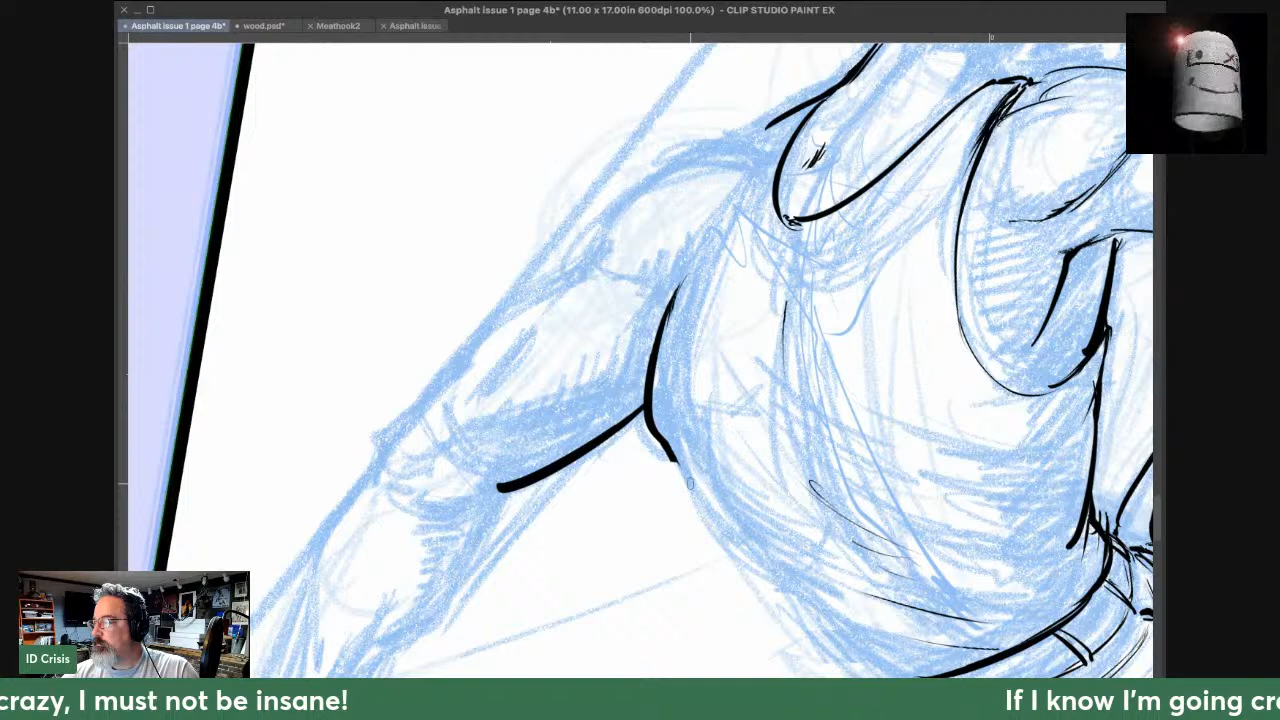 Asphalt issue 1 page 4b* (11.00 x 17.00in 600dpi 100.0%) - CLIP STUDIO PAINT EX
Asphalt issue 1 page 4b* wood.psd* Meathook2 Asphalt issue
0
ID Crisis
crazy, I must not be insane! If I know I'm going cra